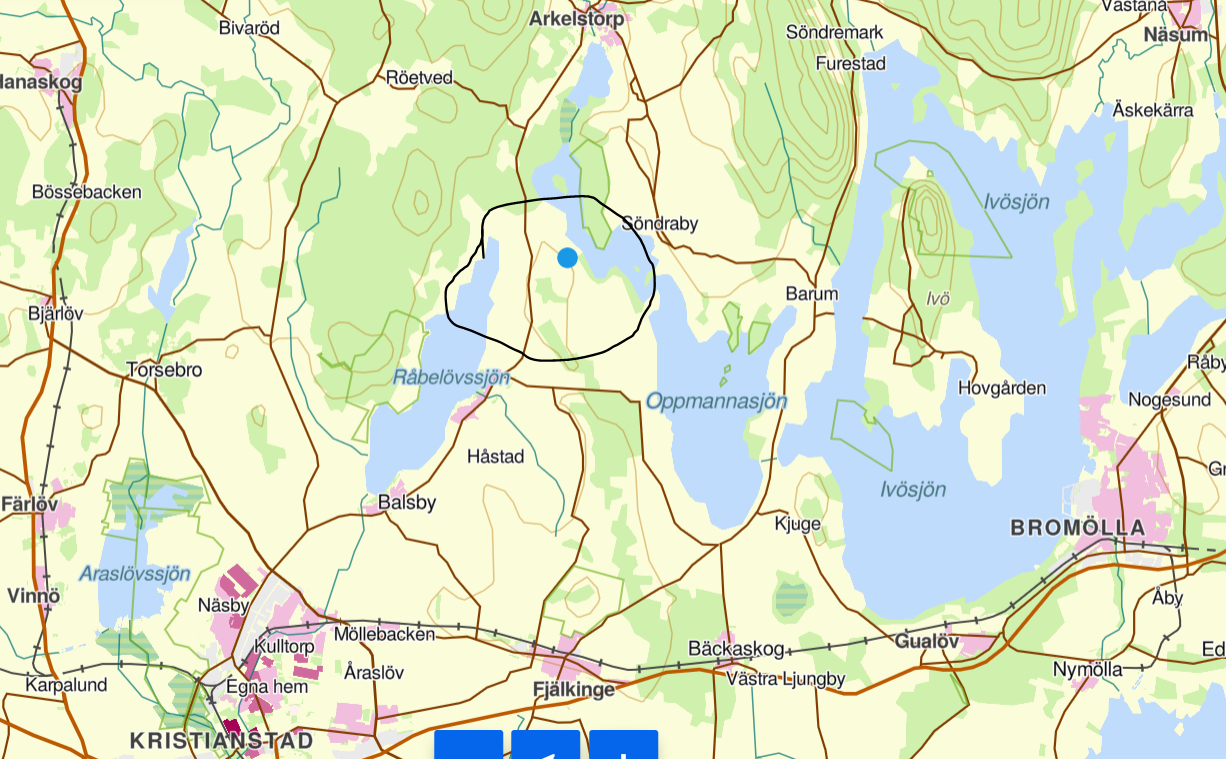 Arkelstorp
Västana
Bivaröd
Söndremark
Näsum
Furestad
Röetved
Hanaskog
Äskekärra
Bössebacken
Ivösjön
Söndraby
Barum
Ivö
Bjärlöv
Torsebro
Råbelövssjön
Hovgården
Råby
Oppmannasjön
Nogesund
Håstad
Ivösjön
Färlöv
Balsby
Kjuge
BROMÖLLA
Araslövssjön
Vinnö
Näsby
Åby
Möllebacken
Kulltorp
Bäckaskog
Gualöv
Åraslöv
Nymölla
Karpalund
Egna hem
Fjälkinge
Västra Ljungby
KRISTIANSTAD